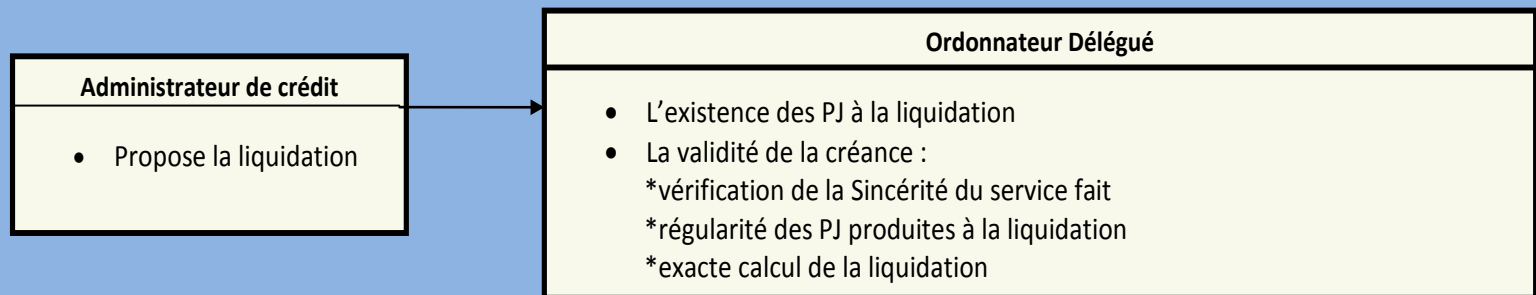 Administrateur de crédit
• Propose la liquidation
Ordonnateur Délégué
• L’existence des PJ à la liquidation
• La validité de la créance :
*vérification de la Sincérité du service fait
*régularité des PJ produites à la liquidation
*exacte calcul de la liquidation